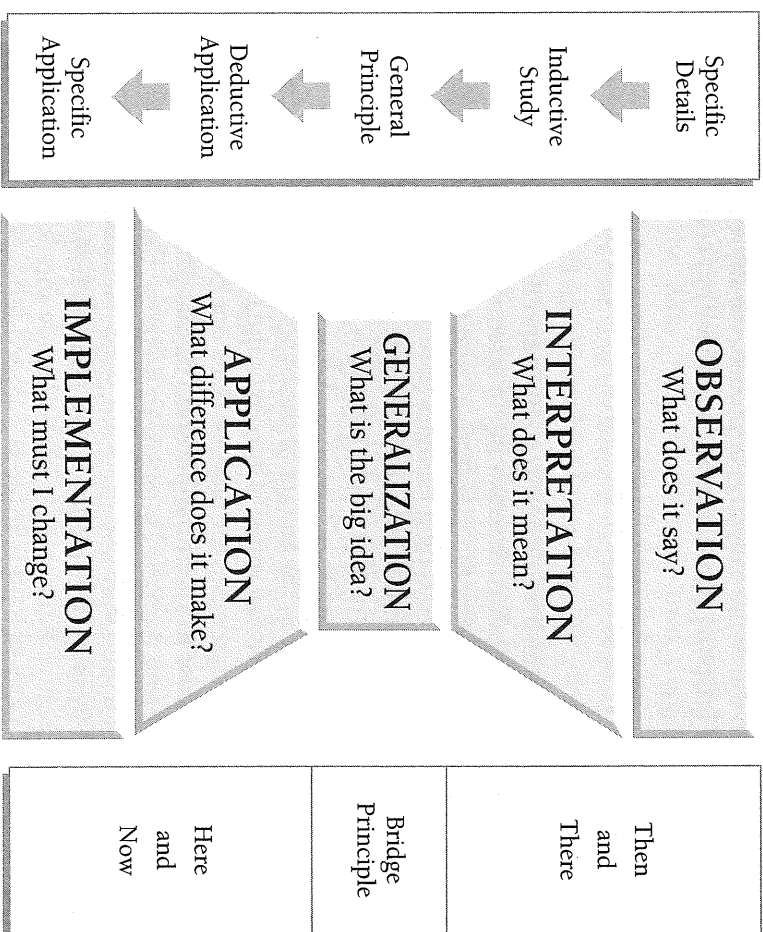 Specific
Details
Inductive
Study
General
Principle
Deductive
Application
Specific
Application
OBSERVATION
What does it say?
INTERPRETATION
What does it mean?
GENERALIZATION
What is the big idea?
APPLICATION
What difference does it make?
IMPLEMENTATION
What must I change?
Then
and
There
Bridge
Principle
Here
and
Now